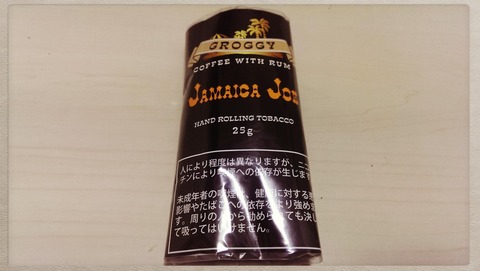 GROGGY
COFFEE WITH RUM
JAMAICA JOE
HAND ROLLING TOBACCO
25g
人により程度は異なりますが、ニコ
チンにより喫煙への依存が生じます
未成年者の喫煙は、健康に対する悪
影響やたばこへの依存をより強めま
す。周りの人から勧められても決し
て吸ってはいけません。